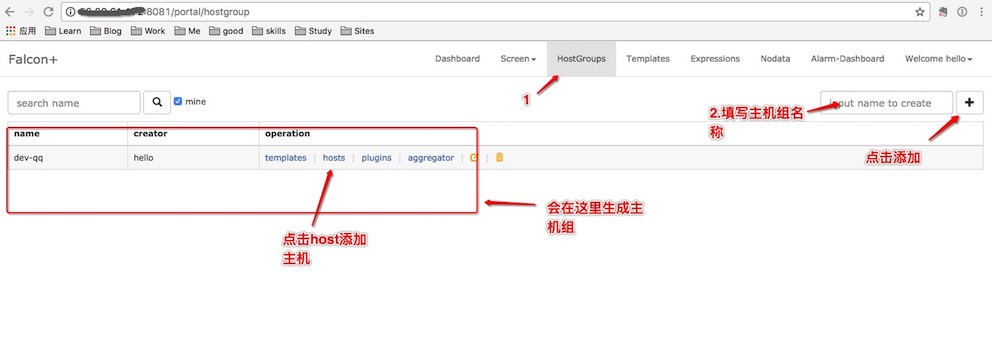 8081/portal/hostgroup
应用 Learn Blog Work Me good skills Study Sites
Falcon+ Dashboard Screen HostGroups Templates Expressions Nodata Alarm-Dashboard Welcome hello
search name mine input name to create
1
2.填写主机组名
称
点击添加
name creator operation
dev-qq hello templates | hosts | plugins | aggregator | |
会在这里生成主
机组
点击host添加
主机